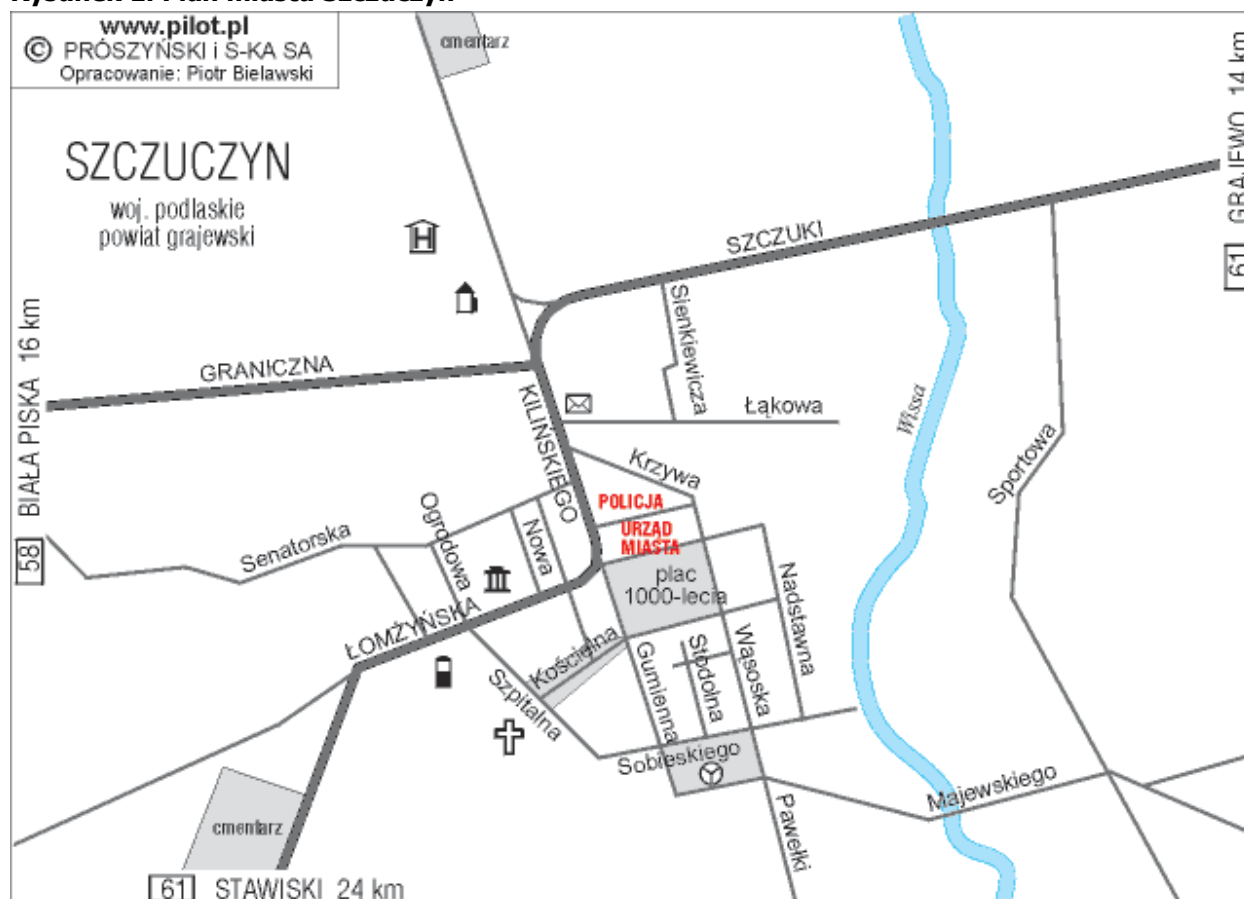 www.pilot.pl
© PRÓSZYŃSKI i S-KA SA
Opracowanie: Piotr Bielawski
cmentarz
SZCZUCZYN
woj. podlaskie
powiat grajewski
H
SZCZUKI
61 GRAJEWO 14 km
Sienkiewicza
GRANICZNA
58 BIAŁA PISKA 16 km
KILIŃSKIEGO
Łąkowa
Wissa
Krzywa
Sportowa
POLICJA
URZĄD
MIASTA
Ogrodowa
Nowa
Senatorska
plac
1000-lecia
Nadstawna
ŁOMŻYŃSKA
Kościelna
Gumienna
Stodolna
Wąsoska
Szpitalna
Sobieskiego
Majewskiego
Pawełki
cmentarz
61 STAWISKI 24 km